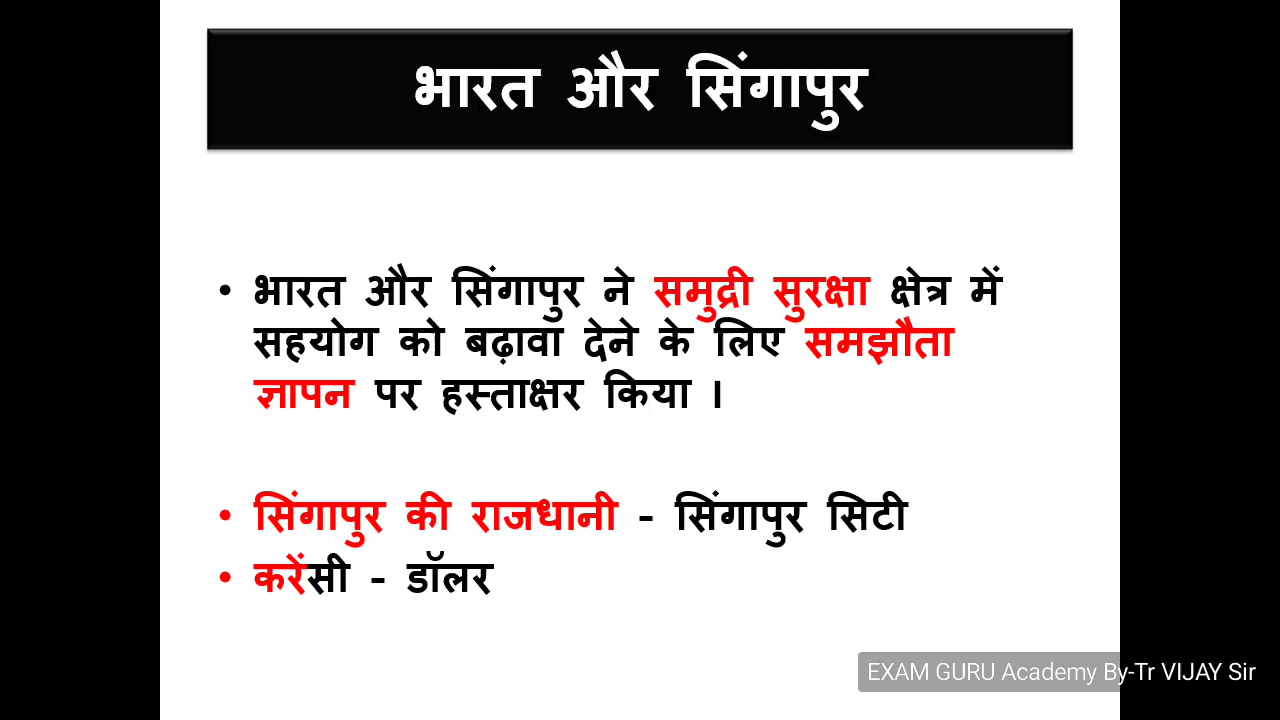 भारत और सिंगापुर
• भारत और सिंगापुर ने समुद्री सुरक्षा क्षेत्र में
सहयोग को बढ़ावा देने के लिए समझौता
ज्ञापन पर हस्ताक्षर किया ।
• सिंगापुर की राजधानी - सिंगापुर सिटी
• करेंसी - डॉलर
EXAM GURU Academy By-Tr VIJAY Sir